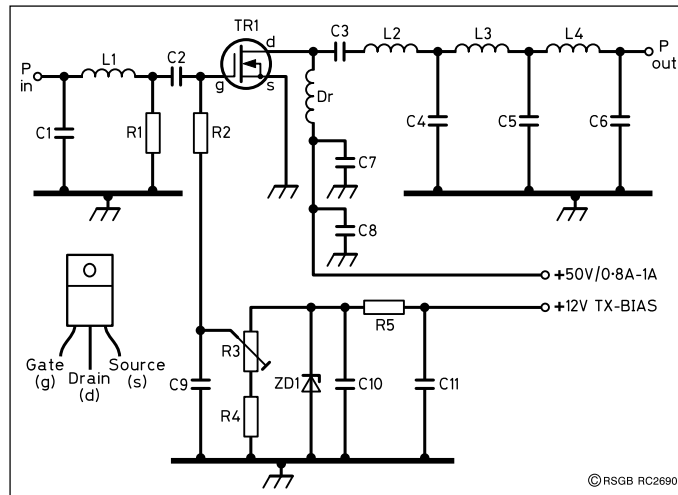 TR1
d
C3
L2
L3
L4
P
in
L1
C2
g
s
P
out
Dr
C1
R1
R2
C4
C5
C6
C7
C8
+50V/0·8A-1A
+12V TX-BIAS
R5
R3
Gate
(g)
Drain
(d)
Source
(s)
C9
ZD1
C10
C11
R4
©RSGB RC2690